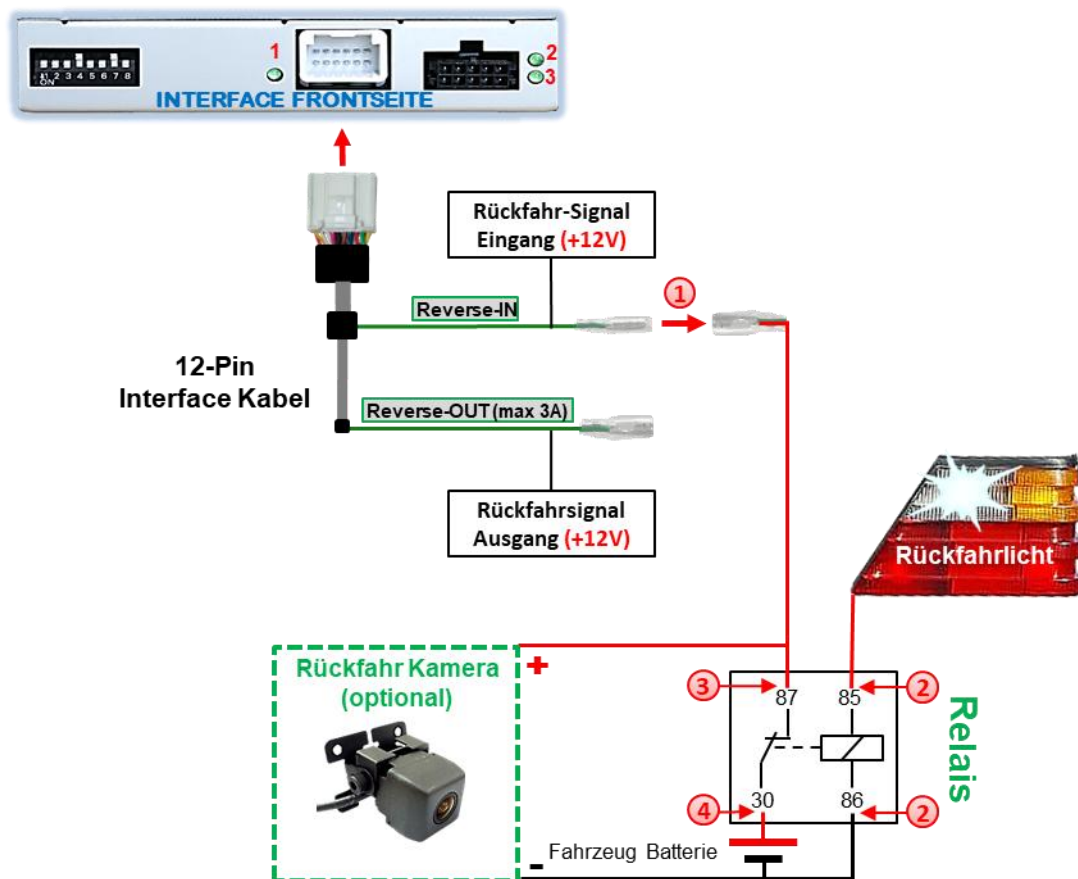 1
2
3
1 2 3 4 5 6 7 8
ON
INTERFACE FRONTSEITE
Rückfahr-Signal
Eingang (+12V)
Reverse-IN
1
12-Pin
Interface Kabel
Reverse-OUT (max 3A)
Rückfahrsignal
Ausgang (+12V)
Rückfahrlicht
Rückfahr Kamera
(optional)
+
3
87
85
2
Relais
4
30
86
2
- Fahrzeug Batterie